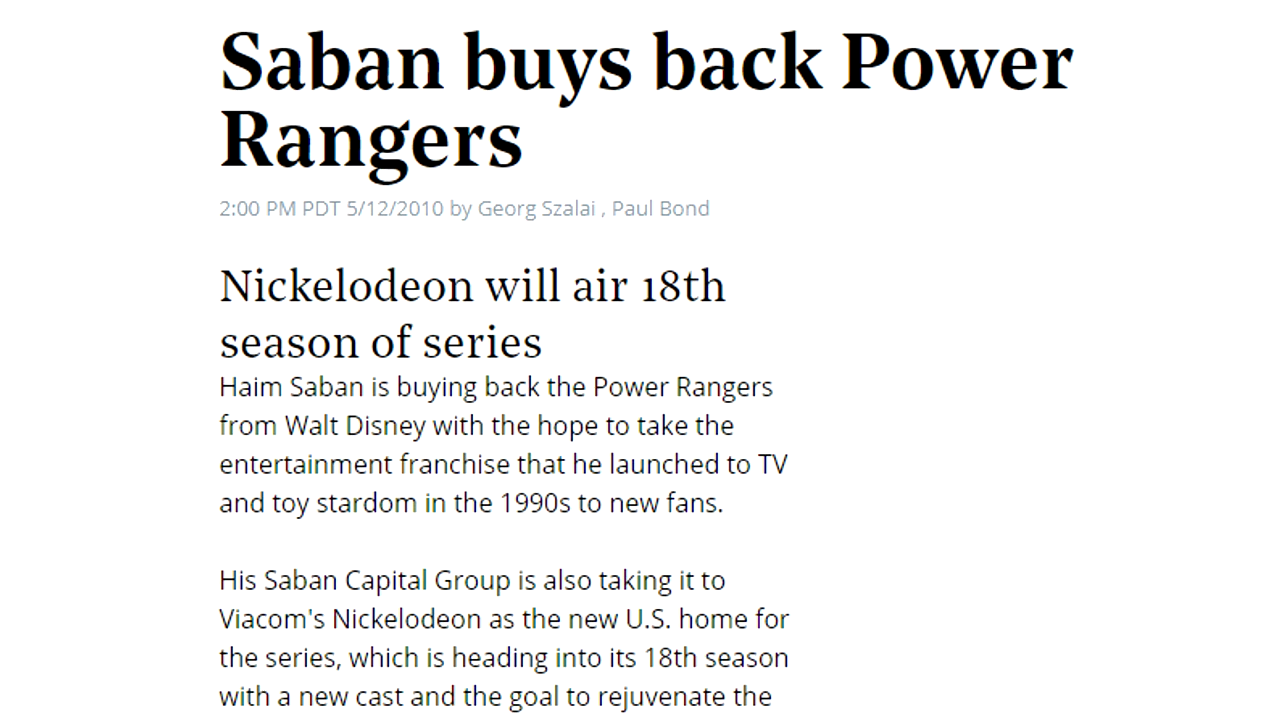 Saban buys back Power
Rangers
2:00 PM PDT 5/12/2010 by Georg Szalai , Paul Bond
Nickelodeon will air 18th
season of series
Haim Saban is buying back the Power Rangers
from Walt Disney with the hope to take the
entertainment franchise that he launched to TV
and toy stardom in the 1990s to new fans.
His Saban Capital Group is also taking it to
Viacom's Nickelodeon as the new U.S. home for
the series, which is heading into its 18th season
with a new cast and the goal to rejuvenate the